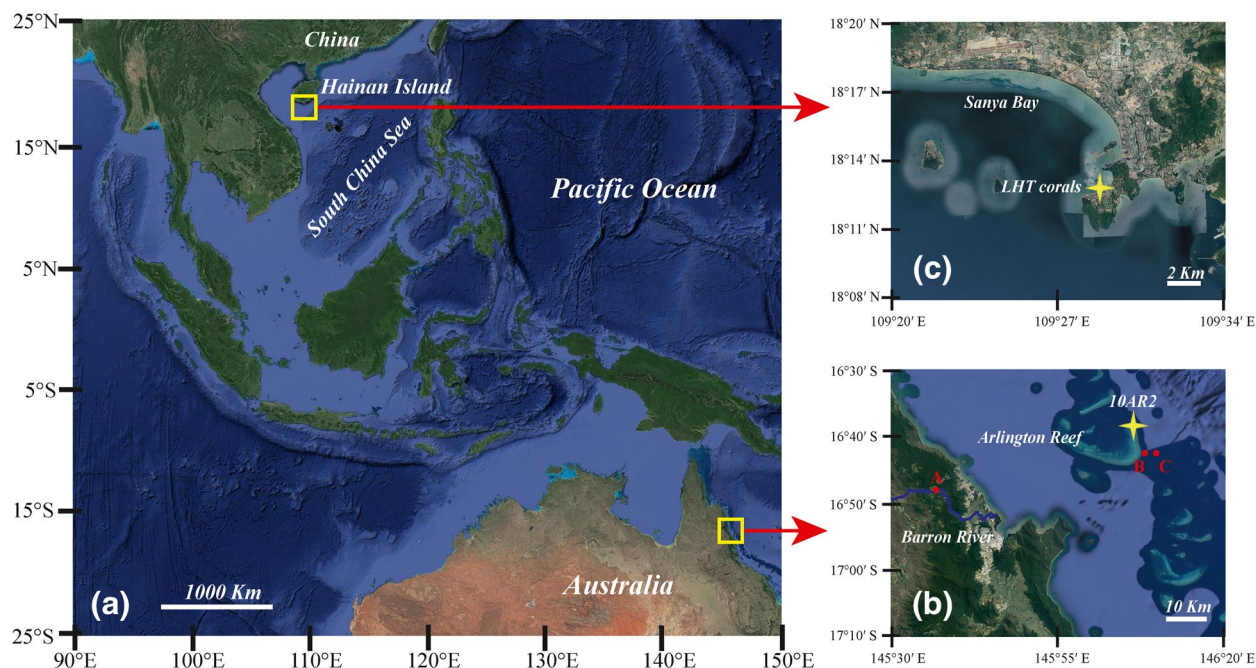 25°N
15°N
5°N
5°S
15°S
25°S
90°E
100°E
110°E
120°E
130°E
140°E
150°E
China
Hainan Island
South China Sea
Pacific Ocean
Australia
1000 Km
(a)
18°20′ N
18°17′ N
18°14′ N
18°11′ N
18°08′ N
109°20′ E
109°27′ E
109°34′ E
Sanya Bay
LHT corals
(c)
2 Km
16°30′ S
16°40′ S
16°50′ S
17°00′ S
17°10′ S
145°30′ E
145°55′ E
146°20′ E
10AR2
Arlington Reef
B
C
A
Barron River
(b)
10 Km